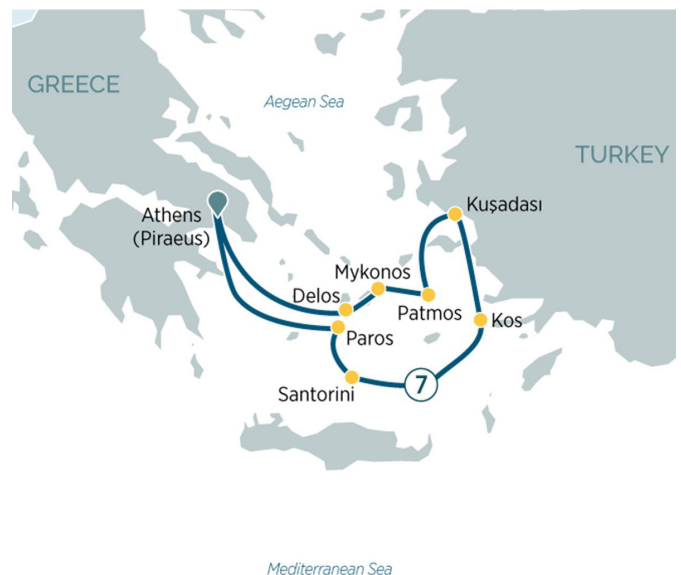 GREECE
Aegean Sea
TURKEY
Athens
(Piraeus)
Kuşadası
Mykonos
Delos
Patmos
Kos
Paros
7
Santorini
Mediterranean Sea